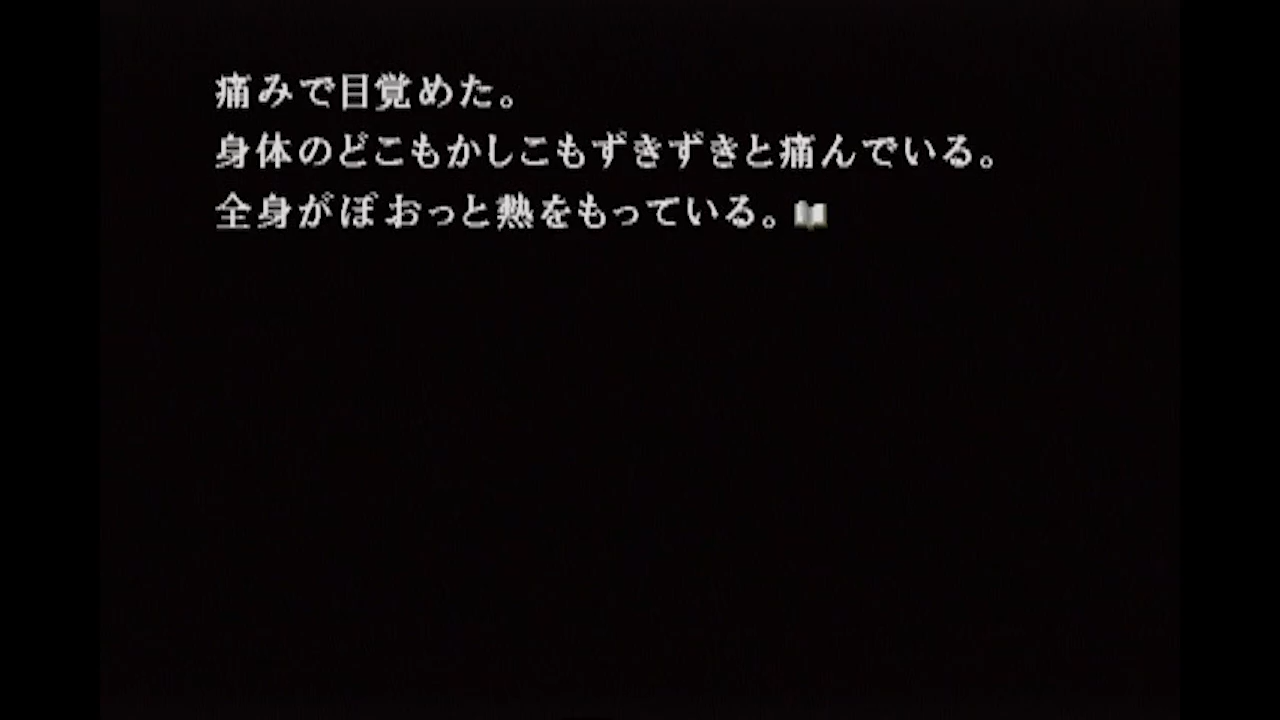 痛みで目覚めた。
身体のどこもかしこもずきずきと痛んでいる。
全身がぼおっと熱をもっている。